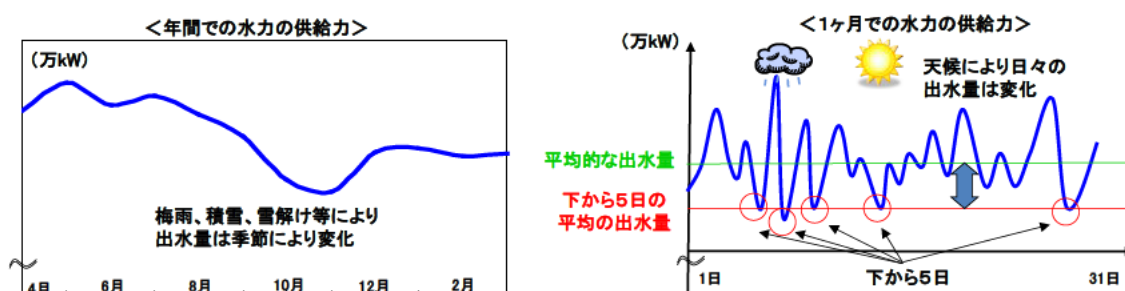 ＜年間での水力の供給力＞
（万kW）
梅雨、積雪、雪解け等により
出水量は季節により変化
4月
6月
8月
10月
12月
2月
＜1ヶ月での水力の供給力＞
（万kW）
天候により日々の
出水量は変化
平均的な出水量
下から5日の
平均の出水量
1日
下から5日
31日